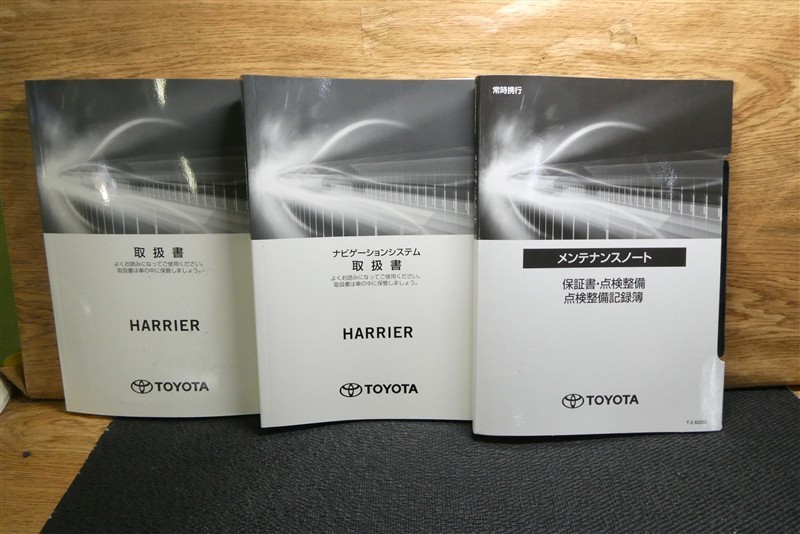 取扱書
よくお読みになってご使用ください。
取扱書は車の中に保管しましょう。
HARRIER
TOYOTA
ナビゲーションシステム
取扱書
よくお読みになってご使用ください。
取扱書は車の中に保管しましょう。
HARRIER
TOYOTA
常時携行
メンテナンスノート
保証書・点検整備
点検整備記録簿
TOYOTA